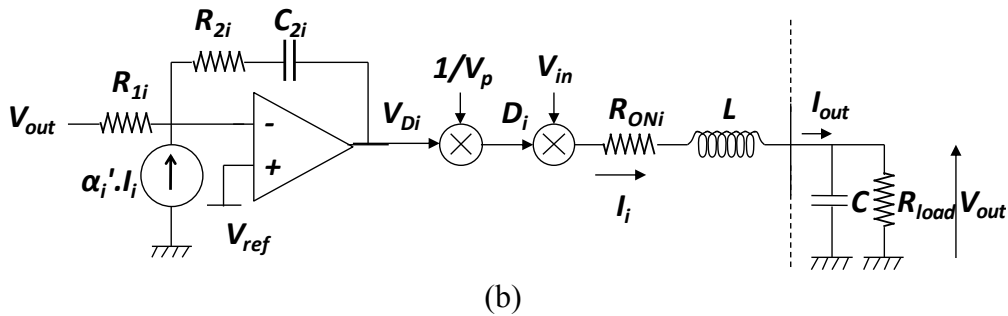 R2i C2i
R1i 1/Vp Vin
Vout - VDi Di RONi L Iout
+
αi'.Ii Ii C Rload Vout
Vref
(b)